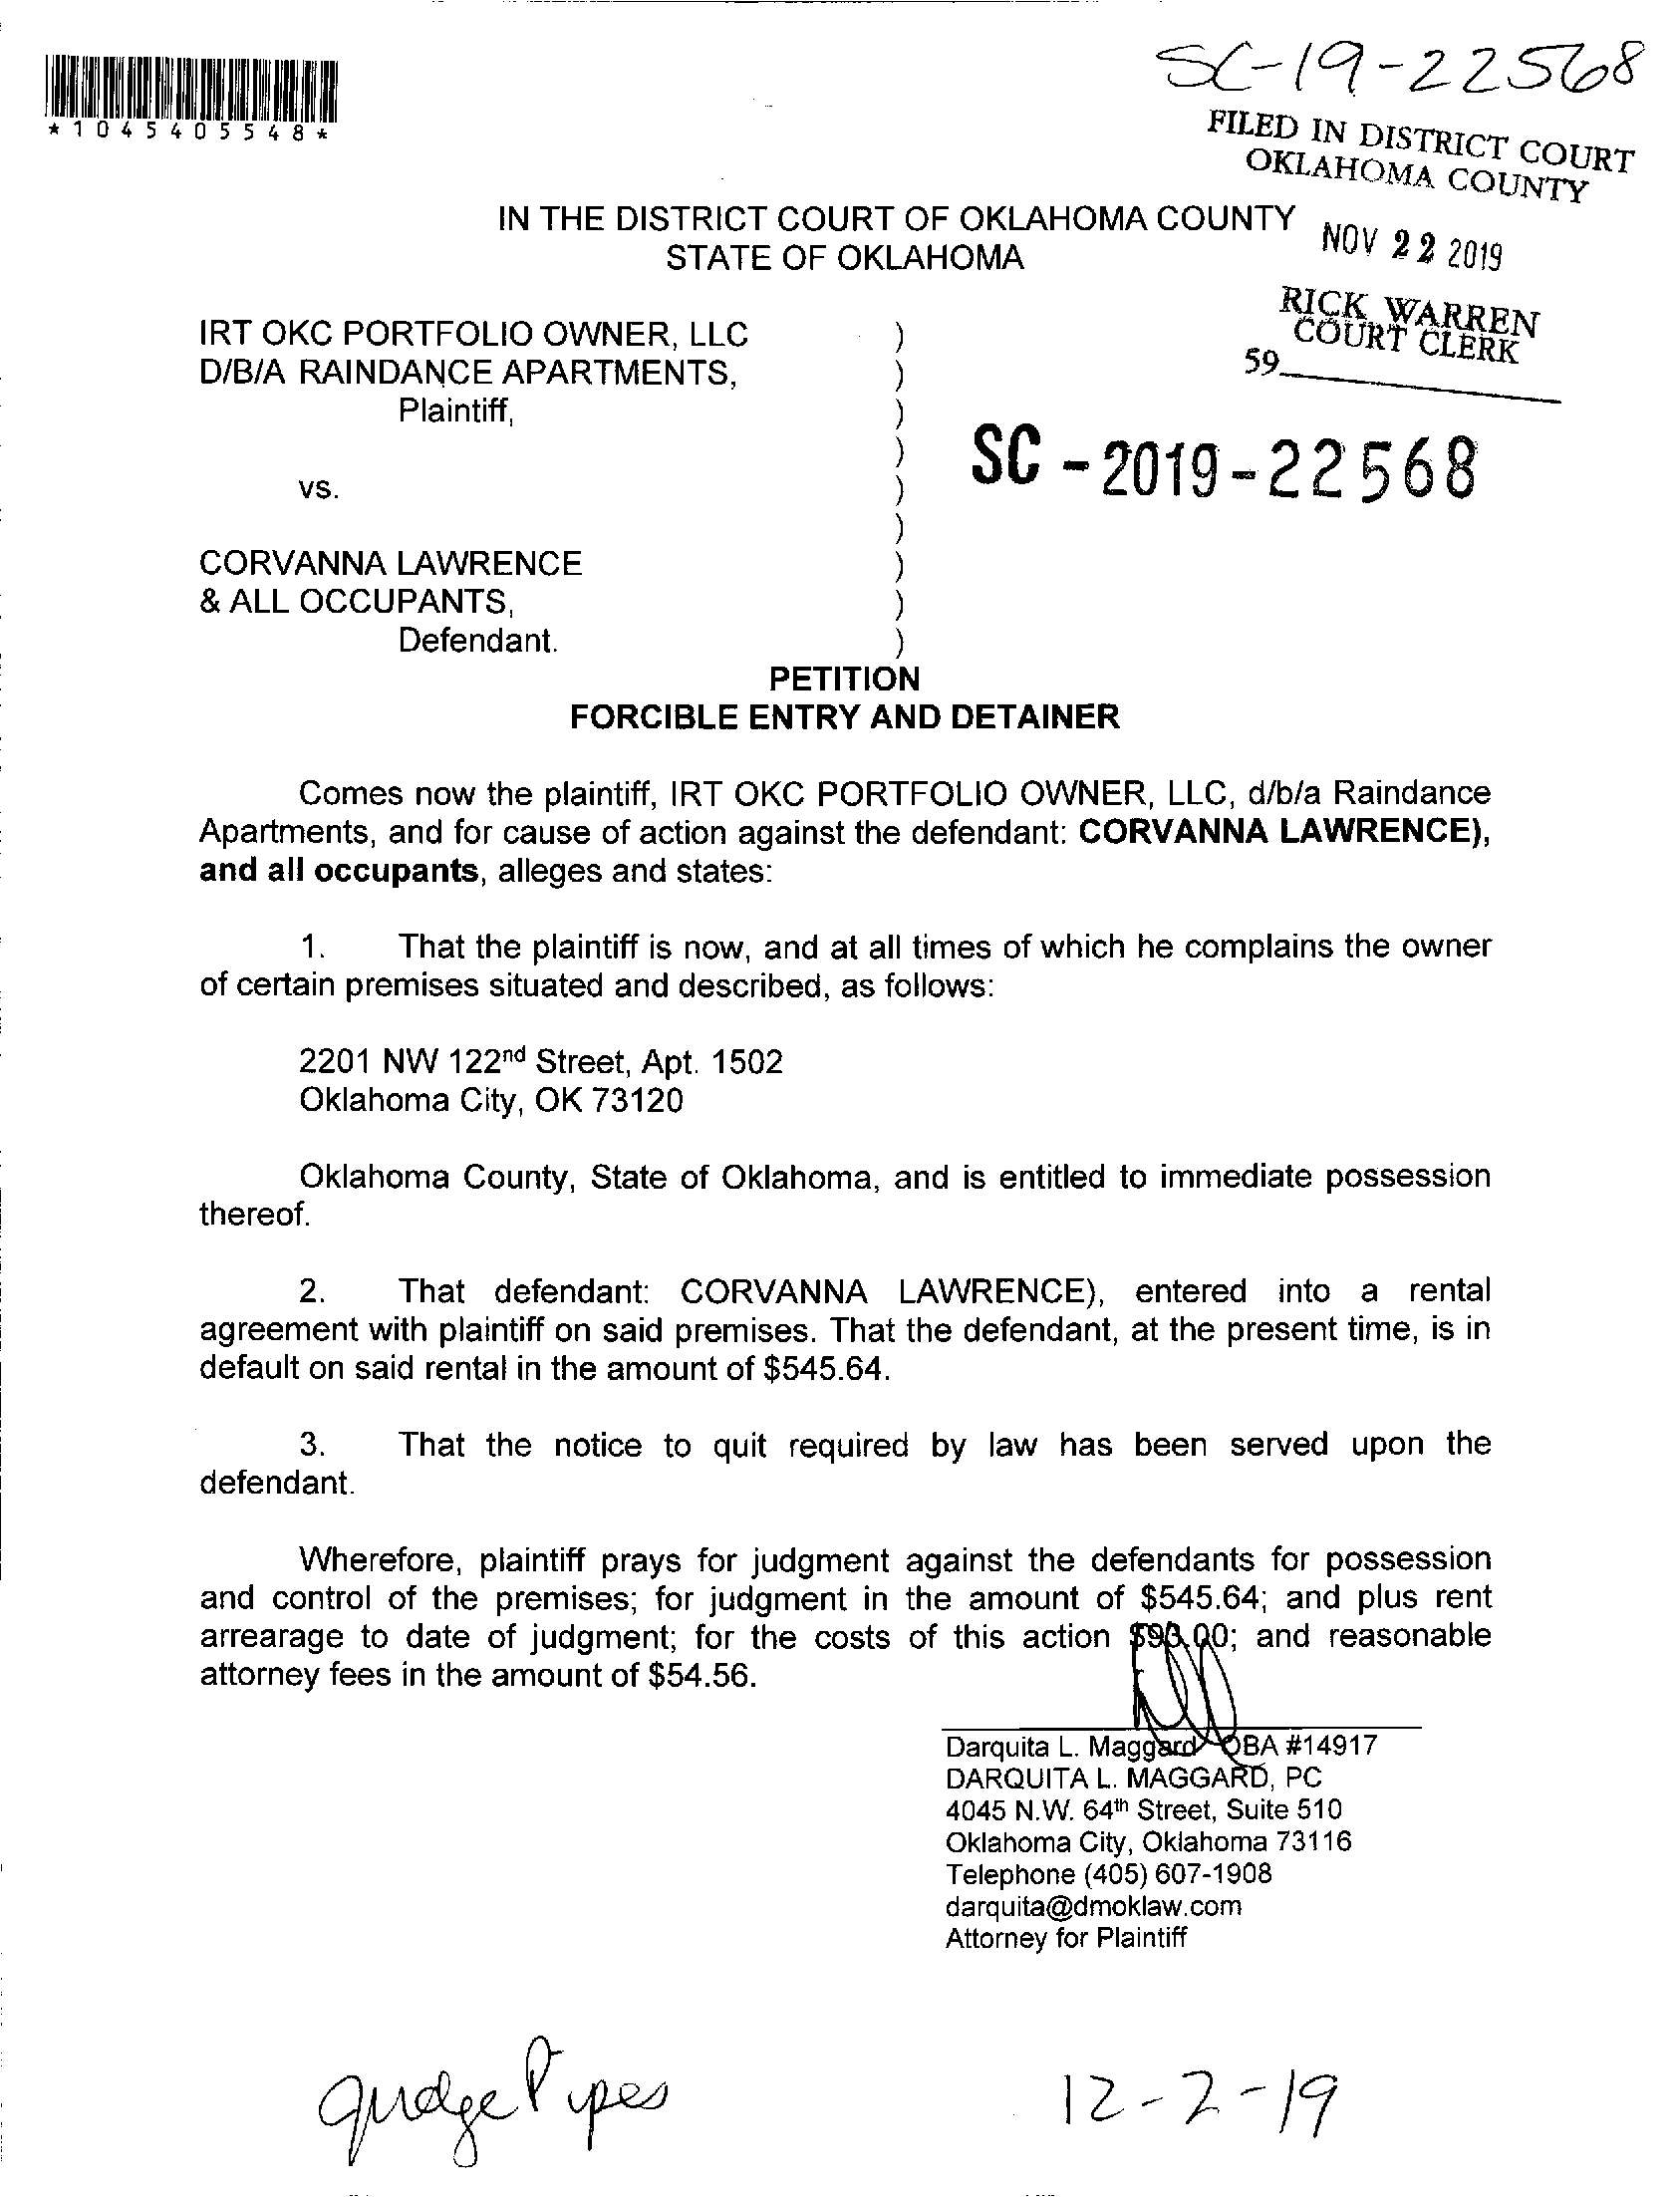 SC-19-22568
*1045405548*
FILED IN DISTRICT COURT
OKLAHOMA COUNTY
IN THE DISTRICT COURT OF OKLAHOMA COUNTY
STATE OF OKLAHOMA
NOV 22 2019
RICK WARREN
COURT CLERK
59
IRT OKC PORTFOLIO OWNER, LLC )
D/B/A RAINDANCE APARTMENTS, )
Plaintiff, )
)
vs. )
)
SC - 2019-22568
CORVANNA LAWRENCE )
& ALL OCCUPANTS, )
Defendant. )
PETITION
FORCIBLE ENTRY AND DETAINER
Comes now the plaintiff, IRT OKC PORTFOLIO OWNER, LLC, d/b/a Raindance
Apartments, and for cause of action against the defendant: CORVANNA LAWRENCE),
and all occupants, alleges and states:
1. That the plaintiff is now, and at all times of which he complains the owner
of certain premises situated and described, as follows:
2201 NW 122nd Street, Apt. 1502
Oklahoma City, OK 73120
Oklahoma County, State of Oklahoma, and is entitled to immediate possession
thereof.
2. That defendant: CORVANNA LAWRENCE), entered into a rental
agreement with plaintiff on said premises. That the defendant, at the present time, is in
default on said rental in the amount of $545.64.
3. That the notice to quit required by law has been served upon the
defendant.
Wherefore, plaintiff prays for judgment against the defendants for possession
and control of the premises; for judgment in the amount of $545.64; and plus rent
arrearage to date of judgment; for the costs of this action and reasonable
attorney fees in the amount of $54.56.
Darquita L. Maggard OBA #14917
DARQUITA L. MAGGARD, PC
4045 N.W. 64th Street, Suite 510
Oklahoma City, Oklahoma 73116
Telephone (405) 607-1908
darquita@dmoklaw.com
Attorney for Plaintiff
Judge Pipes
12-2-19